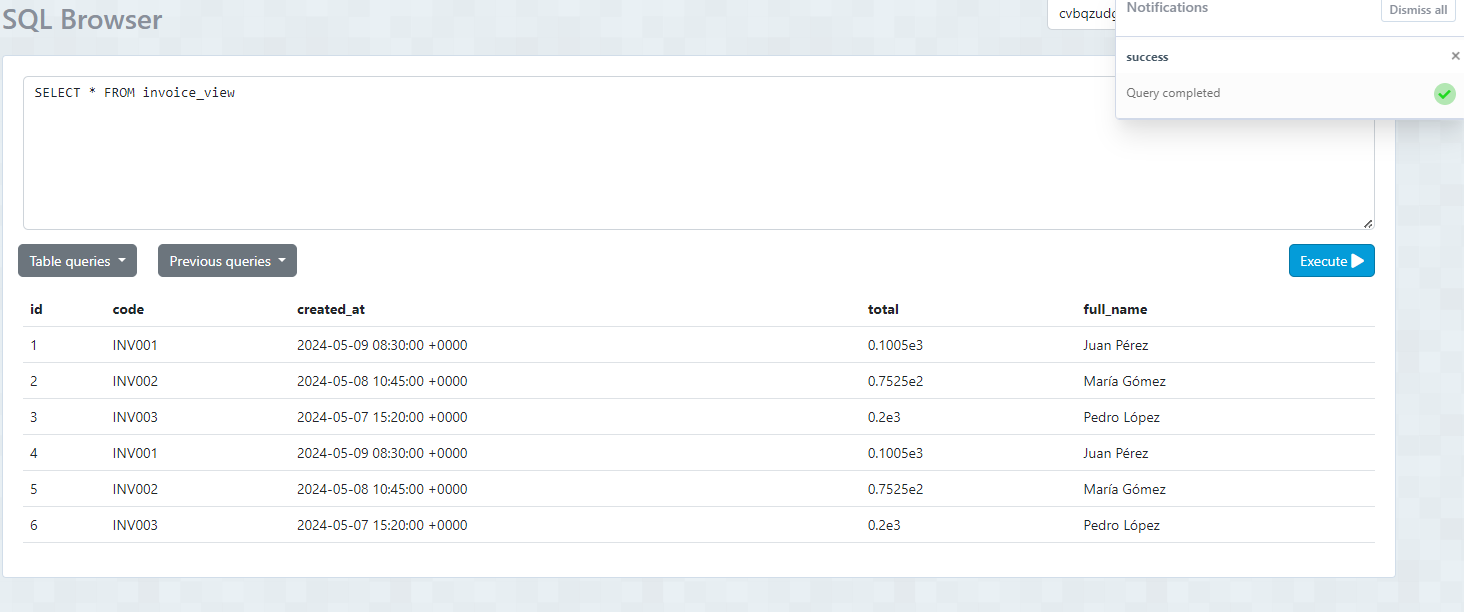 SQL Browser
Notifications
Dismiss all
success
Query completed
SELECT * FROM invoice_view
Table queries
Previous queries
Execute
id code created_at total full_name
1 INV001 2024-05-09 08:30:00 +0000 0.1005e3 Juan Pérez
2 INV002 2024-05-08 10:45:00 +0000 0.7525e2 María Gómez
3 INV003 2024-05-07 15:20:00 +0000 0.2e3 Pedro López
4 INV001 2024-05-09 08:30:00 +0000 0.1005e3 Juan Pérez
5 INV002 2024-05-08 10:45:00 +0000 0.7525e2 María Gómez
6 INV003 2024-05-07 15:20:00 +0000 0.2e3 Pedro López